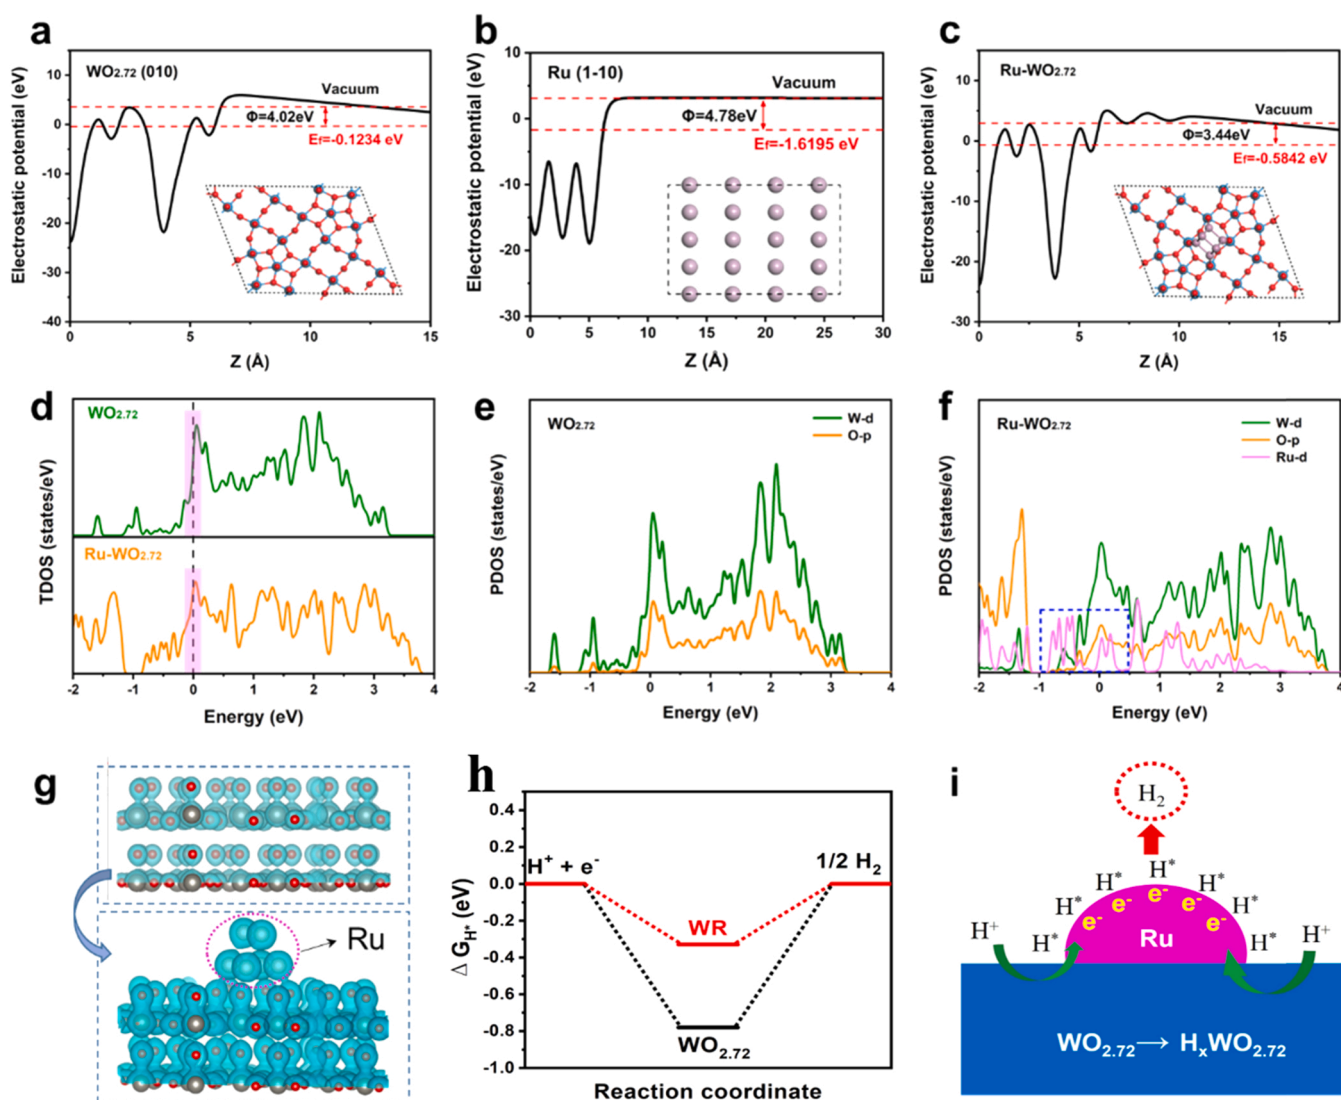 a
WO2.72 (010)
Vacuum
Φ=4.02eV
Ef=-0.1234 eV
Electrostatic potential (eV)
10
0
-10
-20
-30
-40
0
5
10
15
Z (Å)
b
Ru (1-10)
Vacuum
Φ=4.78eV
Ef=-1.6195 eV
Electrostatic potential (eV)
10
0
-10
-20
-30
0
5
10
15
20
25
30
Z (Å)
c
Ru-WO2.72
Vacuum
Φ=3.44eV
Ef=-0.5842 eV
Electrostatic potential (eV)
10
0
-10
-20
-30
0
5
10
15
Z (Å)
d
WO2.72
Ru-WO2.72
TDOS (states/eV)
-2
-1
0
1
2
3
4
Energy (eV)
e
WO2.72
W-d
O-p
PDOS (states/eV)
-2
-1
0
1
2
3
4
Energy (eV)
f
Ru-WO2.72
W-d
O-p
Ru-d
PDOS (states/eV)
-2
-1
0
1
2
3
4
Energy (eV)
g
Ru
h
Δ GH* (eV)
0.4
0.2
0.0
-0.2
-0.4
-0.6
-0.8
-1.0
H+ + e-
1/2 H2
WR
WO2.72
Reaction coordinate
i
H2
H*
H*
H*
H*
H*
H*
H*
e-
e-
e-
e-
e-
H+
H+
Ru
WO2.72→ HxWO2.72